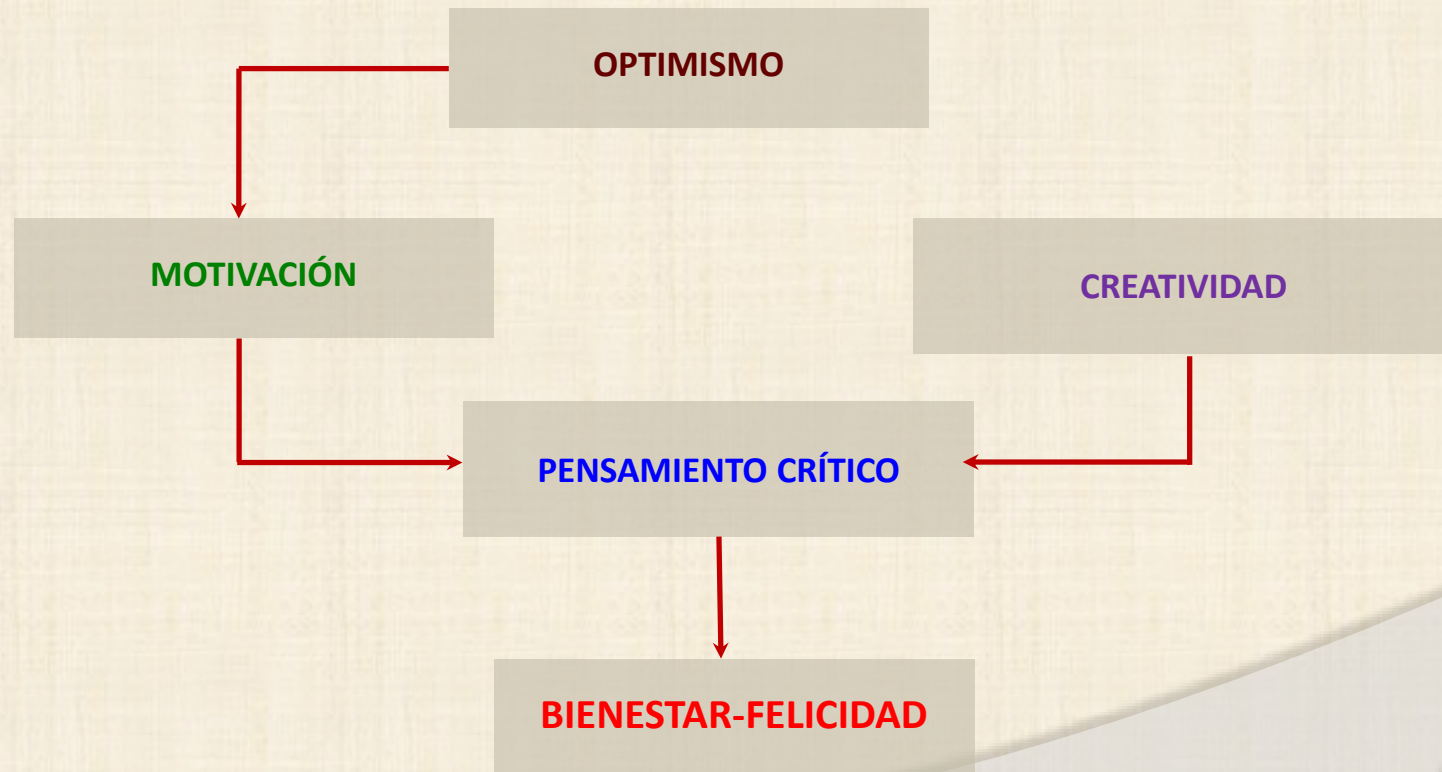 OPTIMISMO
MOTIVACIÓN
CREATIVIDAD
PENSAMIENTO CRÍTICO
BIENESTAR-FELICIDAD